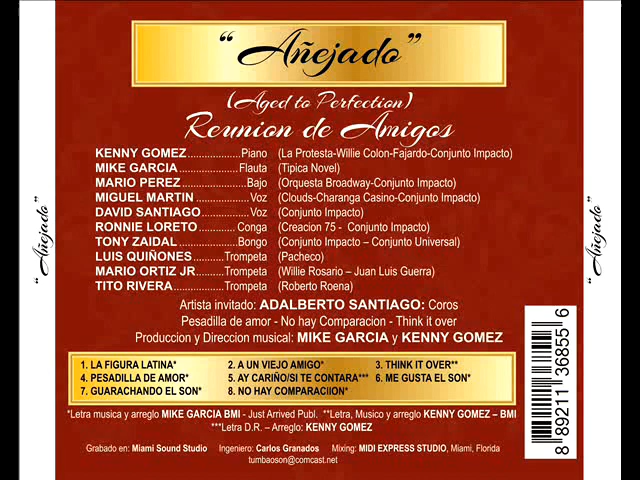 "Añejado"
(Aged to Perfection)
Reunion de Amigos
KENNY GOMEZ...................Piano (La Protesta-Willie Colon-Fajardo-Conjunto Impacto)
MIKE GARCIA......................Flauta (Tipica Novel)
MARIO PEREZ.......................Bajo (Orquesta Broadway-Conjunto Impacto)
MIGUEL MARTIN ...................Voz (Clouds-Charanga Casino-Conjunto Impacto)
DAVID SANTIAGO..................Voz (Conjunto Impacto)
RONNIE LORETO ..............Conga (Creacion 75 - Conjunto Impacto)
TONY ZAIDAL....................Bongo (Conjunto Impacto – Conjunto Universal)
LUIS QUIÑONES............Trompeta (Pacheco)
MARIO ORTIZ JR..........Trompeta (Willie Rosario – Juan Luis Guerra)
TITO RIVERA..................Trompeta (Roberto Roena)
Artista invitado: ADALBERTO SANTIAGO: Coros
Pesadilla de amor - No hay Comparacion - Think it over
Produccion y Direccion musical: MIKE GARCIA y KENNY GOMEZ
1. LA FIGURA LATINA* 2. A UN VIEJO AMIGO* 3. THINK IT OVER**
4. PESADILLA DE AMOR* 5. AY CARIÑO/SI TE CONTARA*** 6. ME GUSTA EL SON*
7. GUARACHANDO EL SON* 8. NO HAY COMPARACIION*
*Letra musica y arreglo MIKE GARCIA BMI - Just Arrived Publ. **Letra, Musico y arreglo KENNY GOMEZ – BMI
***Letra D.R. – Arreglo: KENNY GOMEZ
Grabado en: Miami Sound Studio Ingeniero: Carlos Granados Mixing: MIDI EXPRESS STUDIO, Miami, Florida
tumbaoson@comcast.net
"Añejado"
"Añejado"
8 89211 36855 6